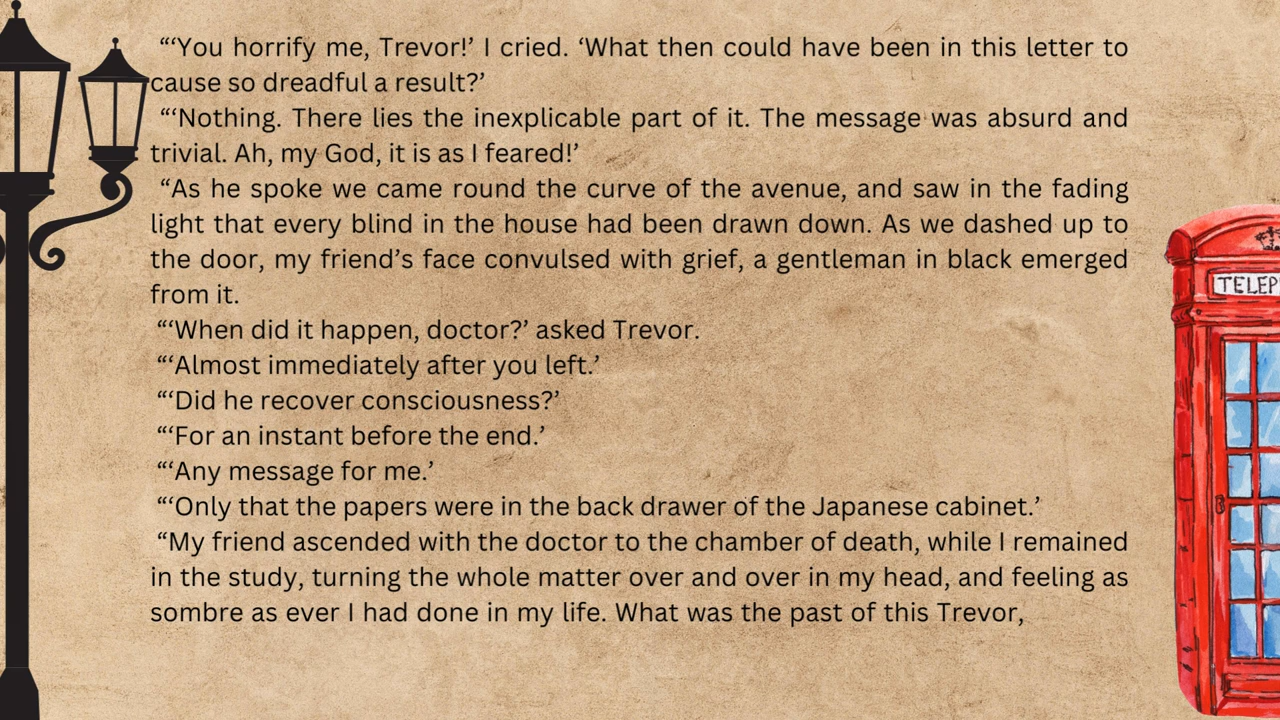 “‘You horrify me, Trevor!’ I cried. ‘What then could have been in this letter to
cause so dreadful a result?’
“‘Nothing. There lies the inexplicable part of it. The message was absurd and
trivial. Ah, my God, it is as I feared!’
“As he spoke we came round the curve of the avenue, and saw in the fading
light that every blind in the house had been drawn down. As we dashed up to
the door, my friend’s face convulsed with grief, a gentleman in black emerged
from it.
“‘When did it happen, doctor?’ asked Trevor.
“‘Almost immediately after you left.’
“‘Did he recover consciousness?’
“‘For an instant before the end.’
“‘Any message for me.’
“‘Only that the papers were in the back drawer of the Japanese cabinet.’
“My friend ascended with the doctor to the chamber of death, while I remained
in the study, turning the whole matter over and over in my head, and feeling as
sombre as ever I had done in my life. What was the past of this Trevor,
TELEP